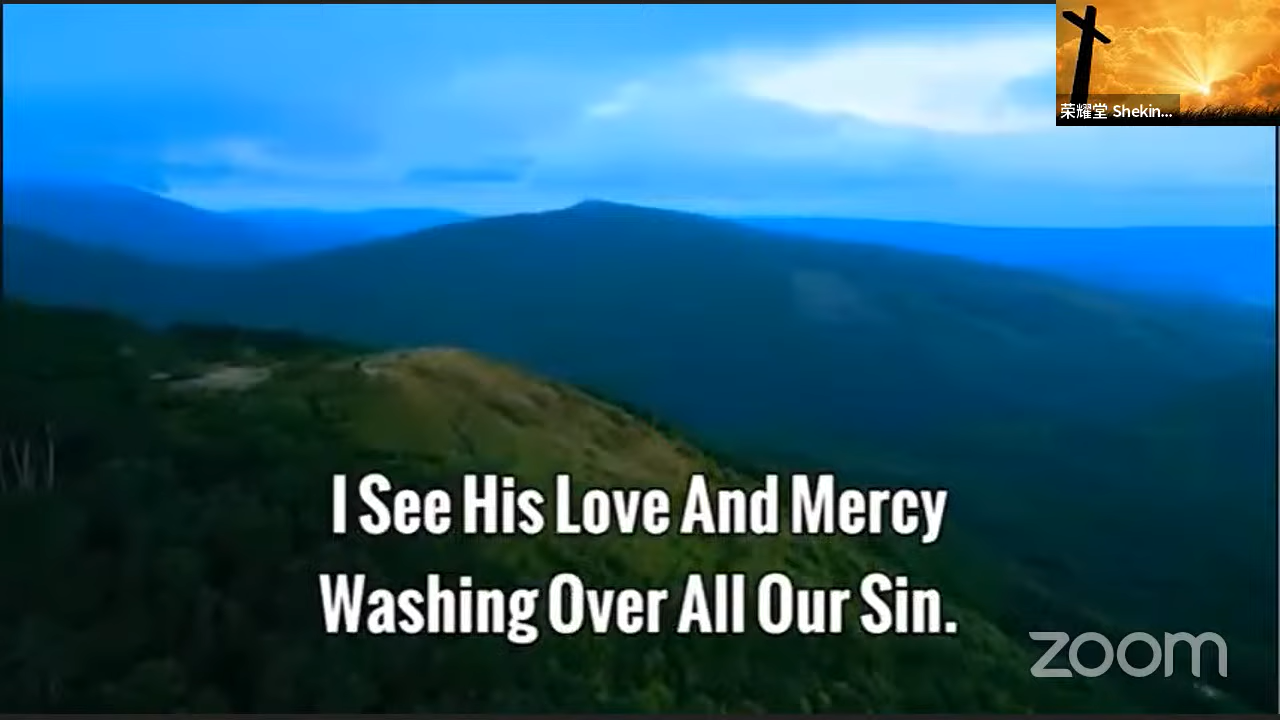 荣耀堂 Shekin...
I See His Love And Mercy
Washing Over All Our Sin.
zoom